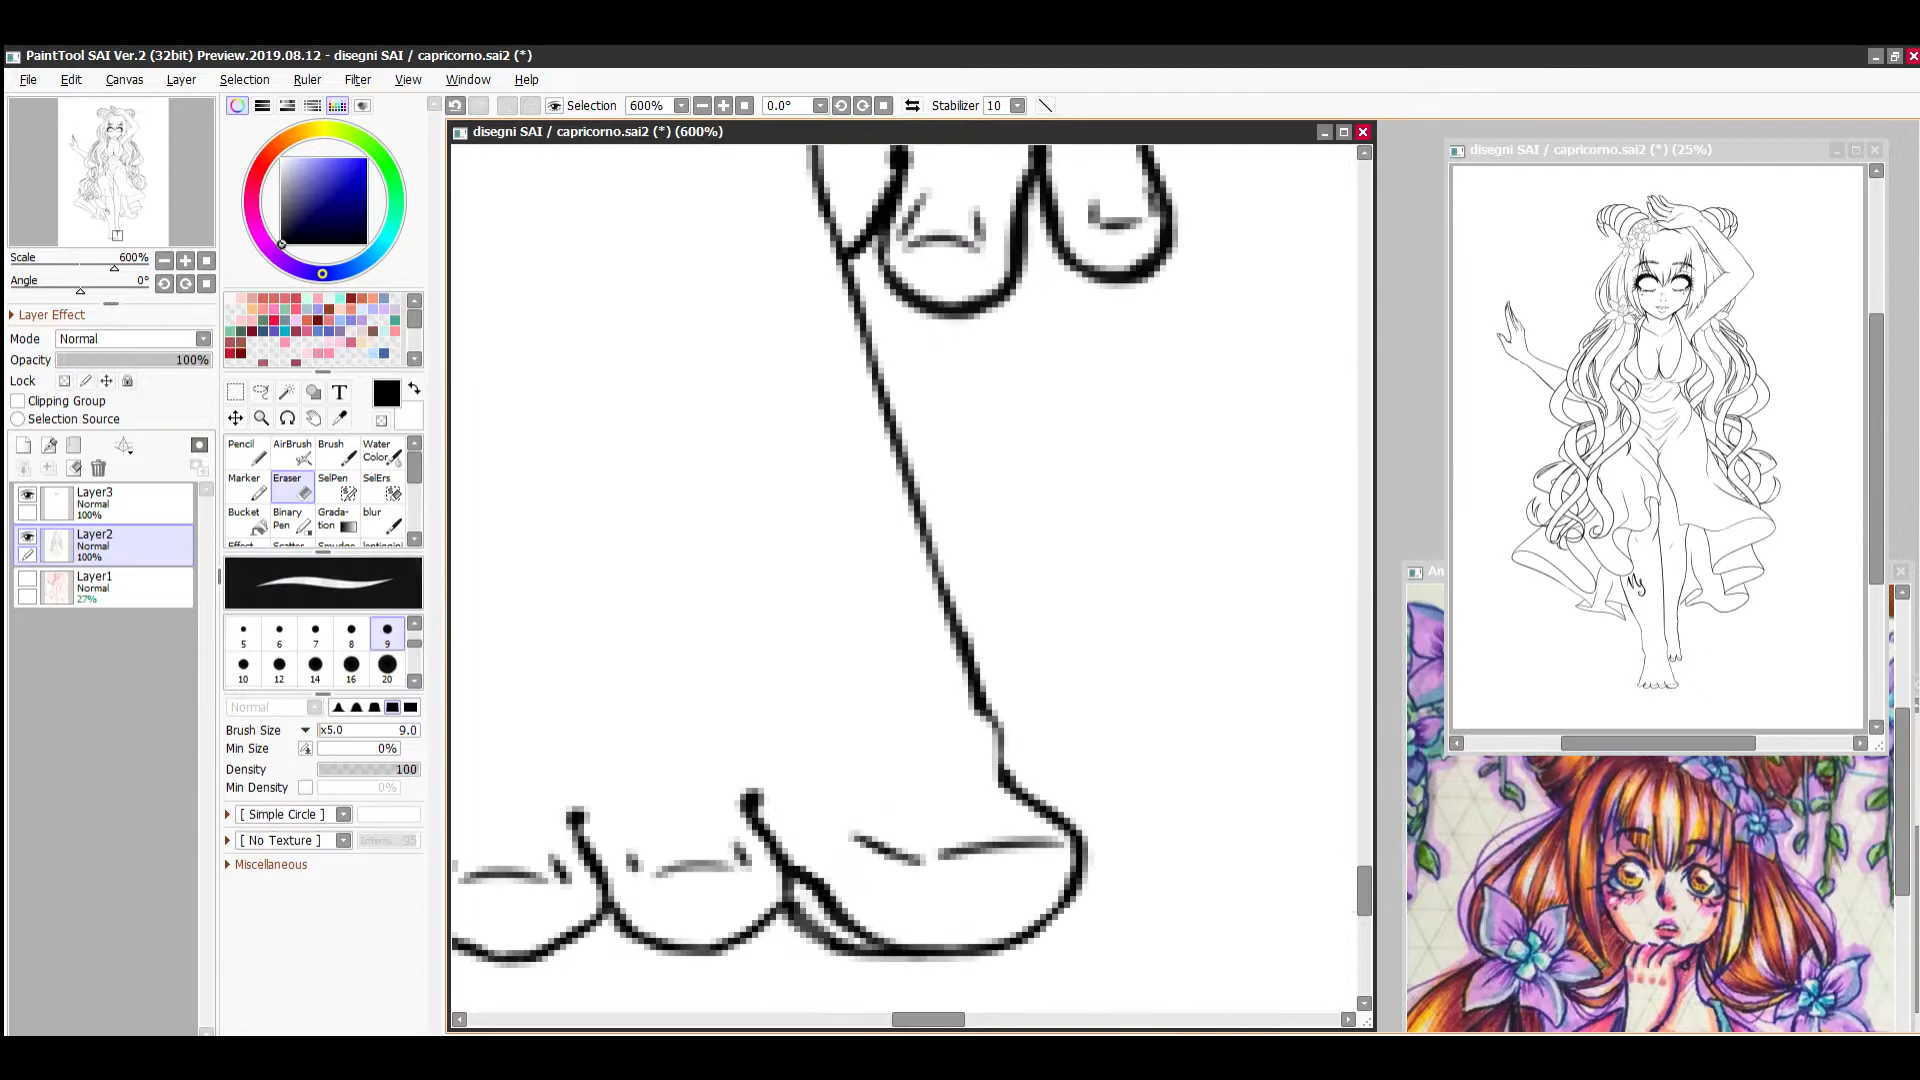 PaintTool SAI Ver.2 (32bit) Preview.2019.08.12 - disegni SAI / capricorno.sai2 (*)
File Edit Canvas Layer Selection Ruler Filter View Window Help
Selection 600% 0.0° Stabilizer 10
disegni SAI / capricorno.sai2 (*) (600%)
disegni SAI / capricorno.sai2 (*) (25%)
Scale 600%
Angle 0°
Layer Effect
Mode Normal
Opacity 100%
Lock
Clipping Group
Selection Source
Layer3
Normal
100%
Layer2
Normal
100%
Layer1
Normal
27%
T
Pencil AirBrush Brush Water Color
Marker Eraser SelPen SelErs
Bucket Binary Pen Grada-tion blur
5 6 7 8 9
10 12 14 16 20
Normal
Brush Size x5.0 9.0
Min Size 0%
Density 100
Min Density 0%
[ Simple Circle ]
[ No Texture ] 95
Miscellaneous
An